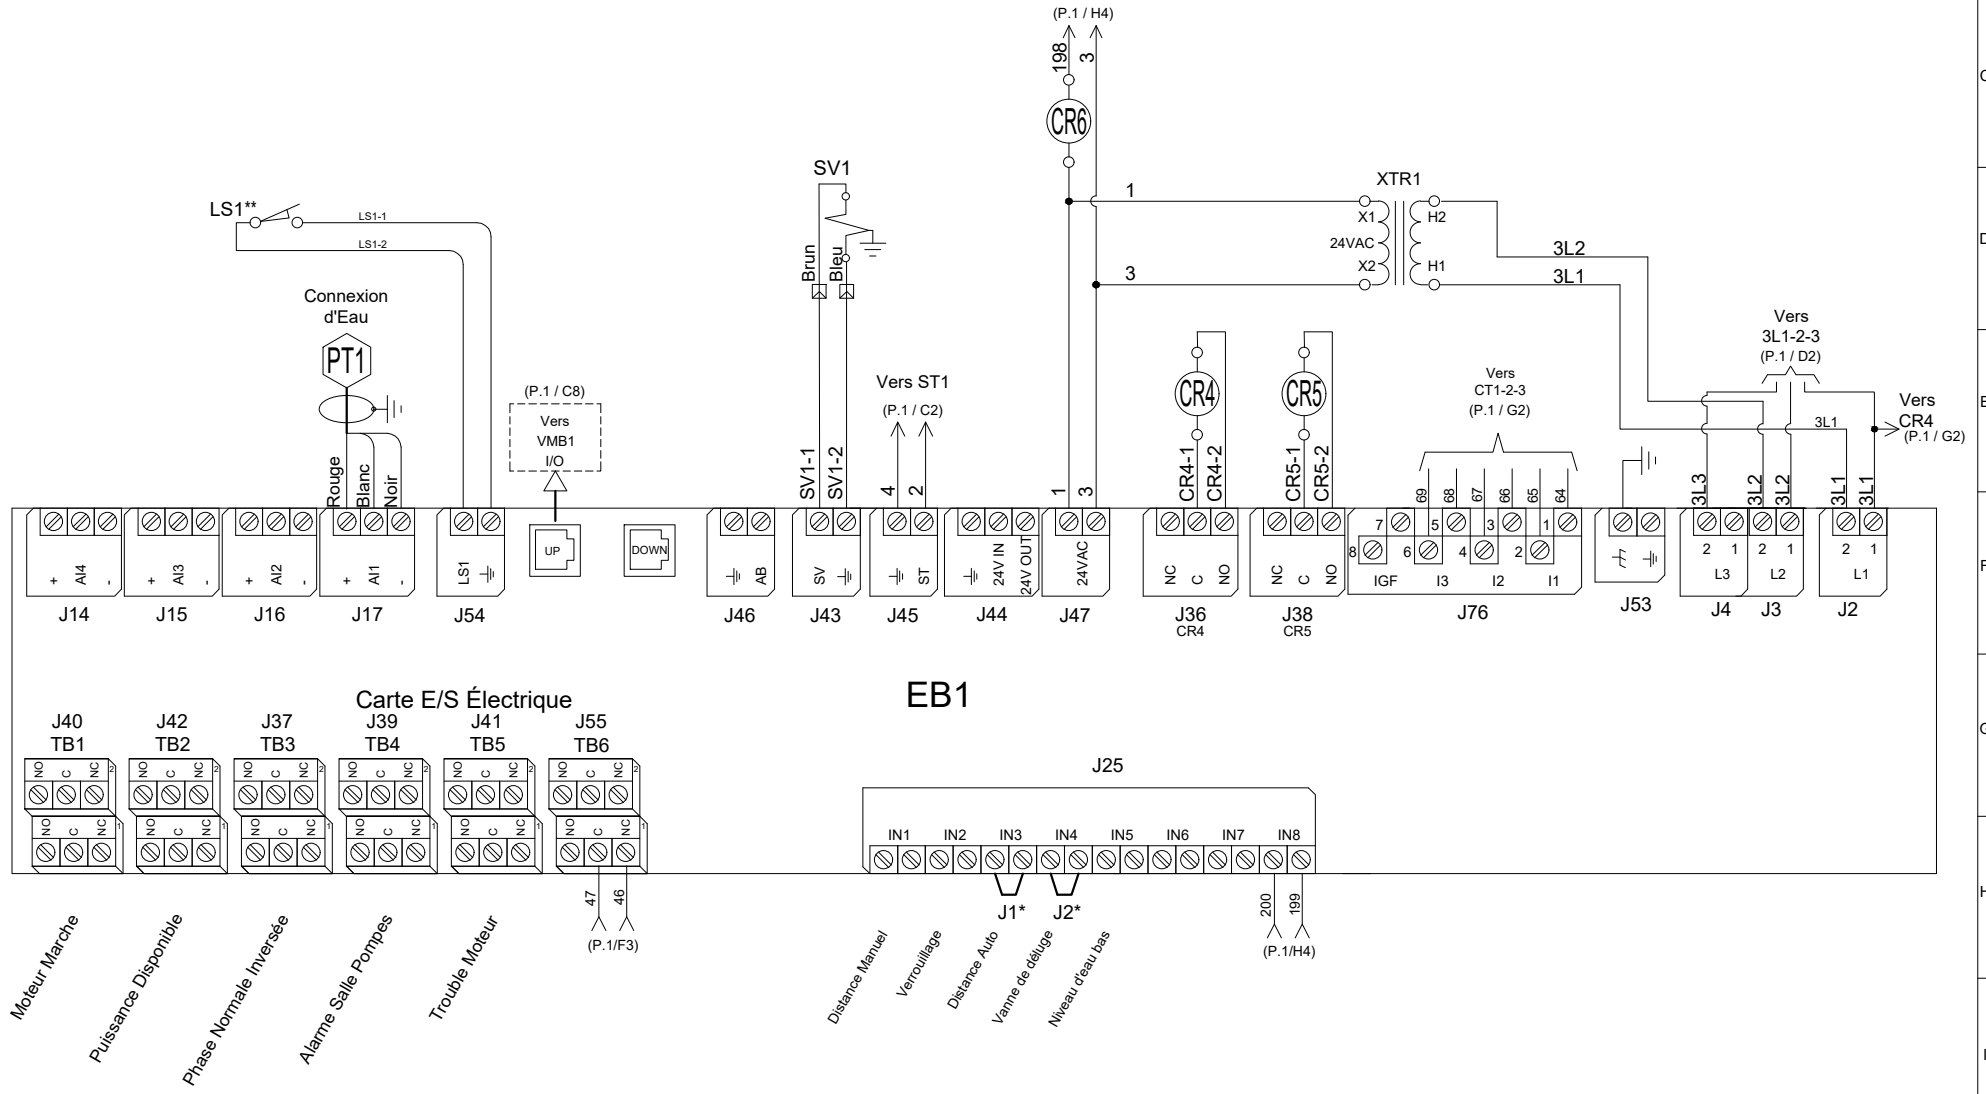 (P.1 / H4)
198
3
CR6
C
SV1
XTR1
1
X1
H2
LS1**
LS1-1
LS1-2
24VAC
3L2
D
Brun
Bleu
3
X2
H1
3L1
Connexion
d'Eau
PT1
Vers
3L1-2-3
(P.1 / D2)
(P.1 / C8)
Vers
VMB1
I/O
Vers ST1
(P.1 / C2)
CR4
CR5
Vers
CT1-2-3
(P.1 / G2)
3L1
Vers
CR4
(P.1 / G2)
E
Rouge
Blanc
Noir
SV1-1
SV1-2
4
2
1
3
CR4-1
CR4-2
CR5-1
CR5-2
69
68
67
66
65
64
3L3
3L2
3L2
3L1
3L1
+ AI4 -
+ AI3 -
+ AI2 -
+ AI1 -
LS1
UP
DOWN
AB
SV
ST
24V IN
24V OUT
24VAC
NC C NO
NC C NO
7 5 3 1
8 6 4 2
IGF I3 I2 I1
2 1
L3
2 1
L2
2 1
L1
F
J14
J15
J16
J17
J54
J46
J43
J45
J44
J47
J36
CR4
J38
CR5
J76
J53
J4
J3
J2
Carte E/S Électrique
EB1
J40
TB1
J42
TB2
J37
TB3
J39
TB4
J41
TB5
J55
TB6
G
NO C NC 2
NO C NC 2
NO C NC 2
NO C NC 2
NO C NC 2
NO C NC 2
NO C NC 1
NO C NC 1
NO C NC 1
NO C NC 1
NO C NC 1
NO C NC 1
J25
IN1 IN2 IN3 IN4 IN5 IN6 IN7 IN8
47
46
(P.1/F3)
J1*
J2*
200
199
(P.1/H4)
H
Moteur Marche
Puissance Disponible
Phase Normale Inversée
Alarme Salle Pompes
Trouble Moteur
Distance Manuel
Verrouillage
Distance Auto
Vanne de déluge
Niveau d'eau bas
I